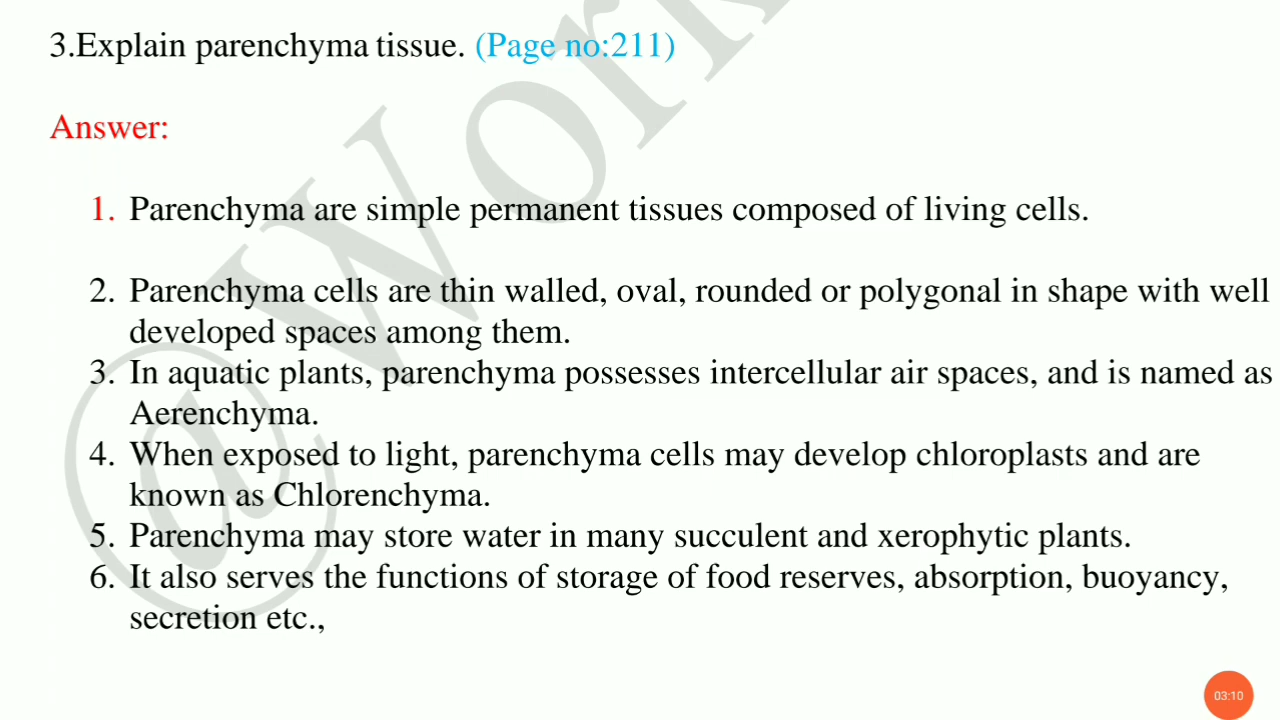 3.Explain parenchyma tissue. (Page no:211)
Answer:
1. Parenchyma are simple permanent tissues composed of living cells.
2. Parenchyma cells are thin walled, oval, rounded or polygonal in shape with well
developed spaces among them.
3. In aquatic plants, parenchyma possesses intercellular air spaces, and is named as
Aerenchyma.
4. When exposed to light, parenchyma cells may develop chloroplasts and are
known as Chlorenchyma.
5. Parenchyma may store water in many succulent and xerophytic plants.
6. It also serves the functions of storage of food reserves, absorption, buoyancy,
secretion etc.,
03:10